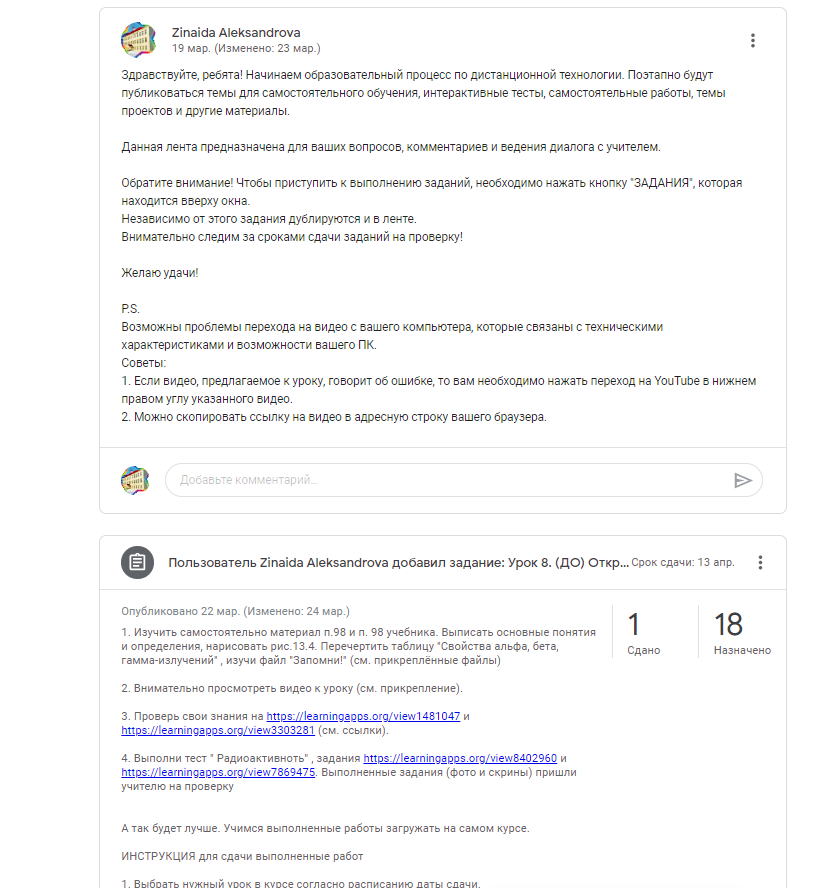 Zinaida Aleksandrova
19 мар. (Изменено: 23 мар.)
Здравствуйте, ребята! Начинаем образовательный процесс по дистанционной технологии. Поэтапно будут
публиковаться темы для самостоятельного обучения, интерактивные тесты, самостоятельные работы, темы
проектов и другие материалы.
Данная лента предназначена для ваших вопросов, комментариев и ведения диалога с учителем.
Обратите внимание! Чтобы приступить к выполнению заданий, необходимо нажать кнопку "ЗАДАНИЯ", которая
находится вверху окна.
Независимо от этого задания дублируются и в ленте.
Внимательно следим за сроками сдачи заданий на проверку!
Желаю удачи!
P.S.
Возможны проблемы перехода на видео с вашего компьютера, которые связаны с техническими
характеристиками и возможности вашего ПК.
Советы:
1. Если видео, предлагаемое к уроку, говорит об ошибке, то вам необходимо нажать переход на YouTube в нижнем
правом углу указанного видео.
2. Можно скопировать ссылку на видео в адресную строку вашего браузера.
Добавьте комментарий...
Пользователь Zinaida Aleksandrova добавил задание: Урок 8. (ДО) Откр... Срок сдачи: 13 апр.
Опубликовано 22 мар. (Изменено: 24 мар.)
1. Изучить самостоятельно материал п.98 и п. 98 учебника. Выписать основные понятия
и определения, нарисовать рис.13.4. Перечертить таблицу "Свойства альфа, бета,
гамма-излучений" , изучи файл "Запомни!" (см. прикреплённые файлы)
2. Внимательно просмотреть видео к уроку (см. прикрепление).
3. Проверь свои знания на https://learningapps.org/view1481047 и
https://learningapps.org/view3303281 (см. ссылки).
4. Выполни тест " Радиоактивноть" , задания https://learningapps.org/view8402960 и
https://learningapps.org/view7869475. Выполненные задания (фото и скрины) пришли
учителю на проверку
А так будет лучше. Учимся выполненные работы загружать на самом курсе.
ИНСТРУКЦИЯ для сдачи выполненные работ
1. Выбрать нужный урок в курсе согласно расписанию даты сдачи.
1
Сдано
18
Назначено